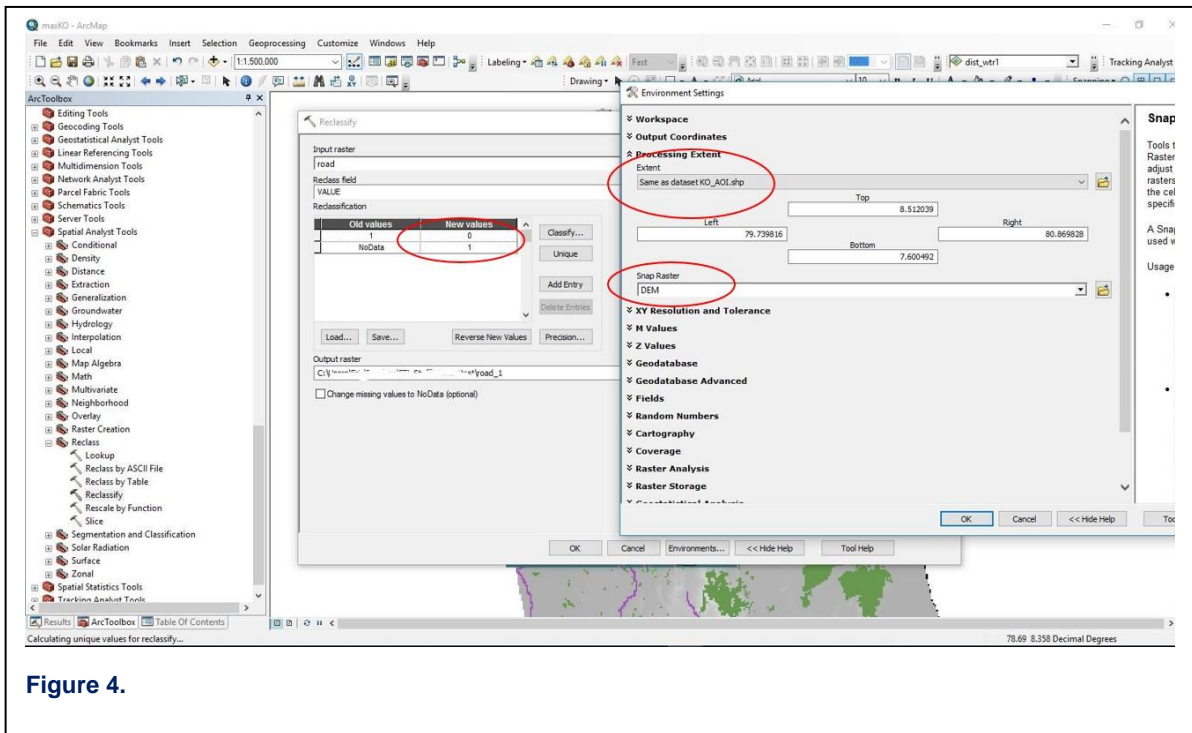 maxKO - ArcMap
File Edit View Bookmarks Insert Selection Geoprocessing Customize Windows Help
1:1,500,000
Labeling
Fast
dist_wtr1
Tracking Analyst
Drawing
10
ArcToolbox
Editing Tools
Geocoding Tools
Geostatistical Analyst Tools
Linear Referencing Tools
Multidimension Tools
Network Analyst Tools
Parcel Fabric Tools
Schematics Tools
Server Tools
Spatial Analyst Tools
Conditional
Density
Distance
Extraction
Generalization
Groundwater
Hydrology
Interpolation
Local
Map Algebra
Math
Multivariate
Neighborhood
Overlay
Raster Creation
Reclass
Lookup
Reclass by ASCII File
Reclass by Table
Reclassify
Rescale by Function
Slice
Segmentation and Classification
Solar Radiation
Surface
Zonal
Spatial Statistics Tools
Tracking Analyst Tools
Results ArcToolbox Table Of Contents
Calculating unique values for reclassify...
Reclassify
Input raster
road
Reclass field
VALUE
Reclassification
Old values New values
1 0
NoData 1
Classify...
Unique
Add Entry
Delete Entries
Load... Save... Reverse New Values Precision...
Output raster
road_1
Change missing values to NoData (optional)
OK Cancel Environments... << Hide Help Tool Help
Environment Settings
Workspace
Output Coordinates
Processing Extent
Extent
Same as dataset KO_AOI.shp
Top
8.512039
Left Right
79.739816 80.869828
Bottom
7.600492
Snap Raster
DEM
XY Resolution and Tolerance
M Values
Z Values
Geodatabase
Geodatabase Advanced
Fields
Random Numbers
Cartography
Coverage
Raster Analysis
Raster Storage
OK Cancel << Hide Help
Snap
Tools
Raster
adjust
rasters
the cel
specifi
A Sna
used w
Usage
78.69 8.358 Decimal Degrees
Figure 4.